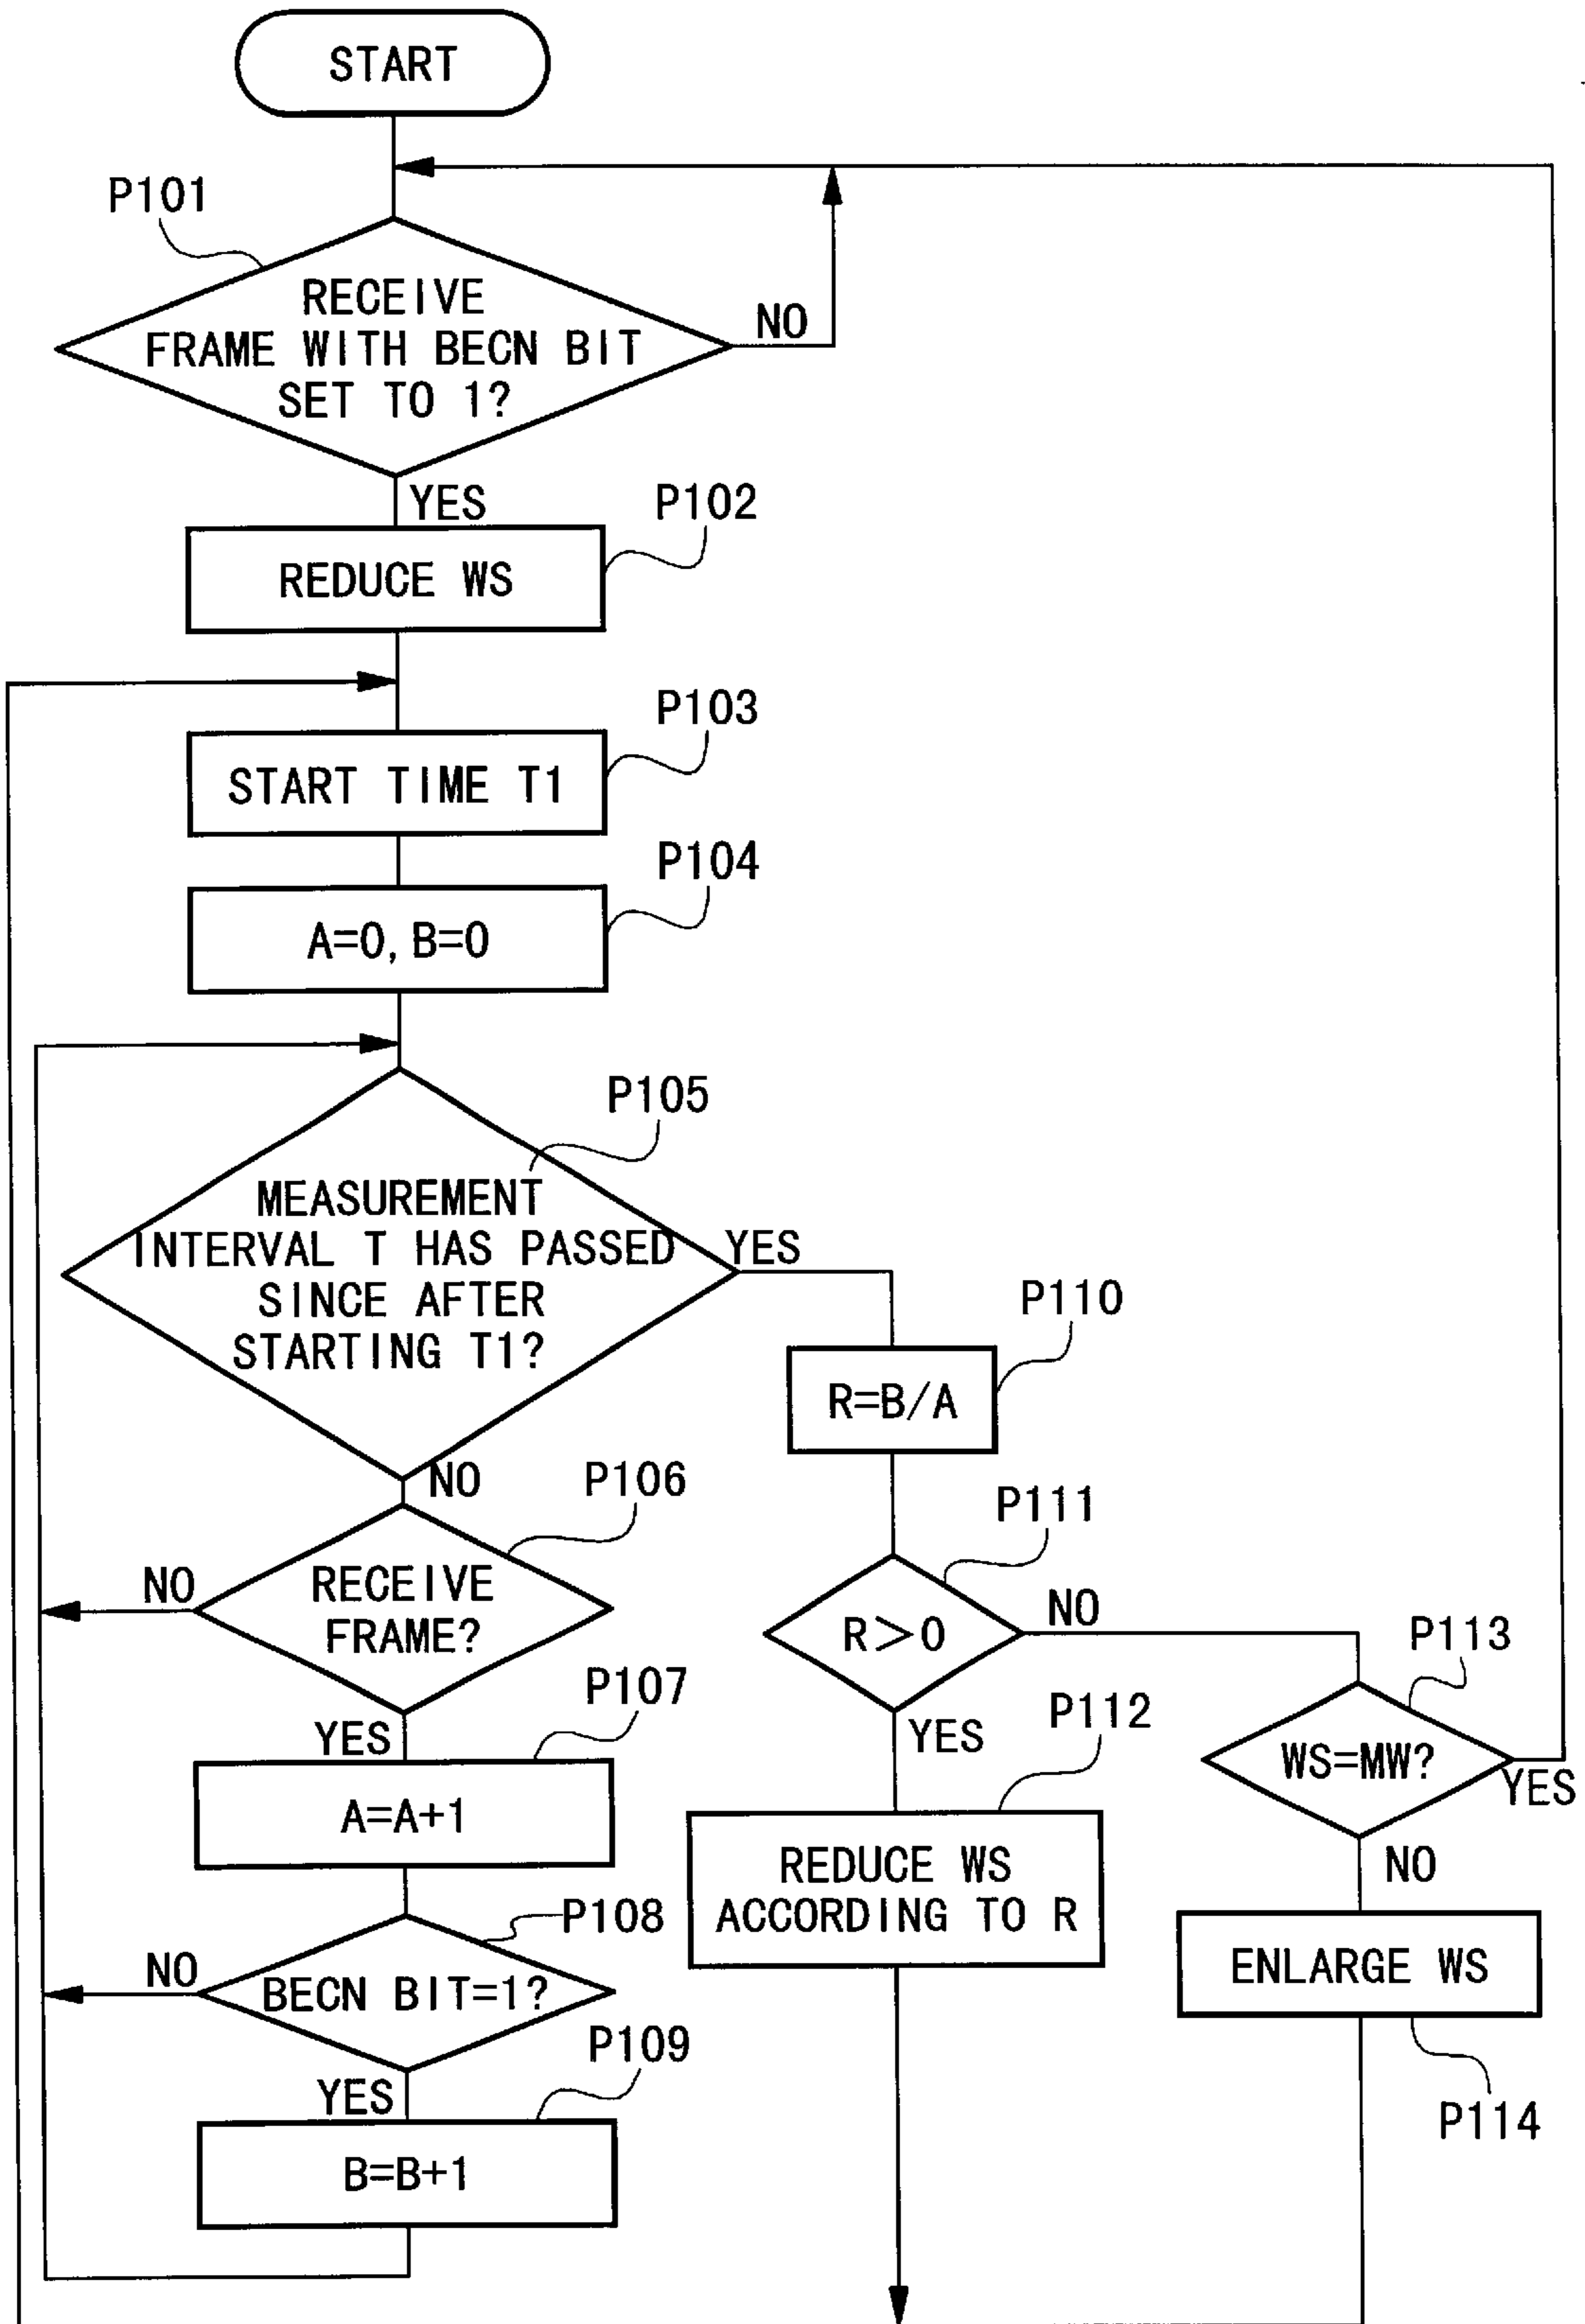 START
P101
RECEIVE
FRAME WITH BECN BIT
SET TO 1?
NO
YES
P102
REDUCE WS
P103
START TIME T1
P104
A=0, B=0
P105
MEASUREMENT
INTERVAL T HAS PASSED
SINCE AFTER
STARTING T1?
YES
P110
R=B/A
NO
P106
RECEIVE
FRAME?
NO
P111
R>0
NO
P113
WS=MW?
YES
YES
P107
A=A+1
YES
P112
REDUCE WS
ACCORDING TO R
NO
ENLARGE WS
P114
P108
BECN BIT=1?
NO
YES
P109
B=B+1